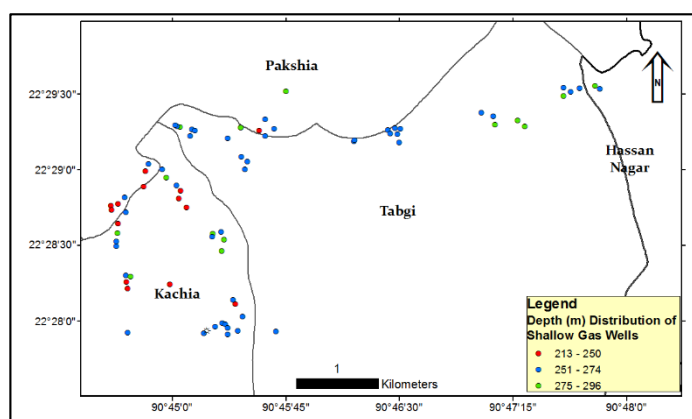 Pakshia
N
22°29'30"
Hassan
Nagar
22°29'0"
Tabgi
22°28'30"
Kachia
22°28'0"
Legend
Depth (m) Distribution of
Shallow Gas Wells
213 - 250
251 - 274
275 - 296
1
Kilometers
90°45'0" 90°45'45" 90°46'30" 90°47'15" 90°48'0"